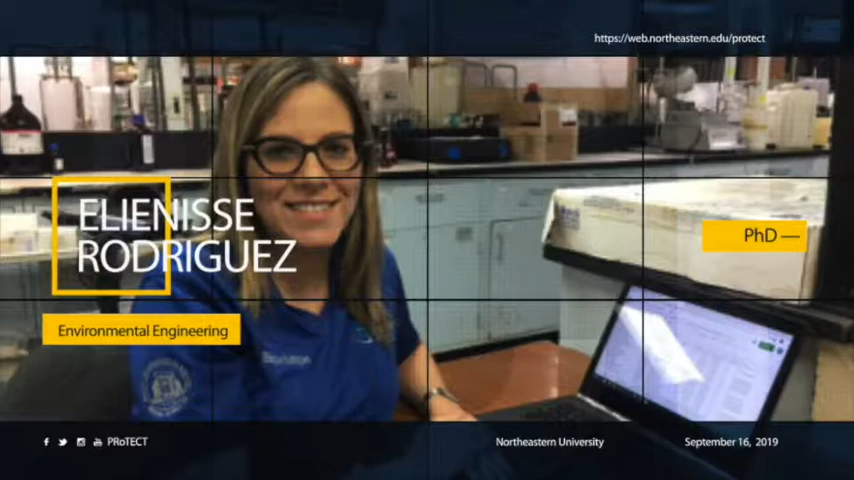 https://web.northeastern.edu/protect
ELIENISSE
RODRIGUEZ
PhD —
Environmental Engineering
PRoTECT
Northeastern University
September 16, 2019